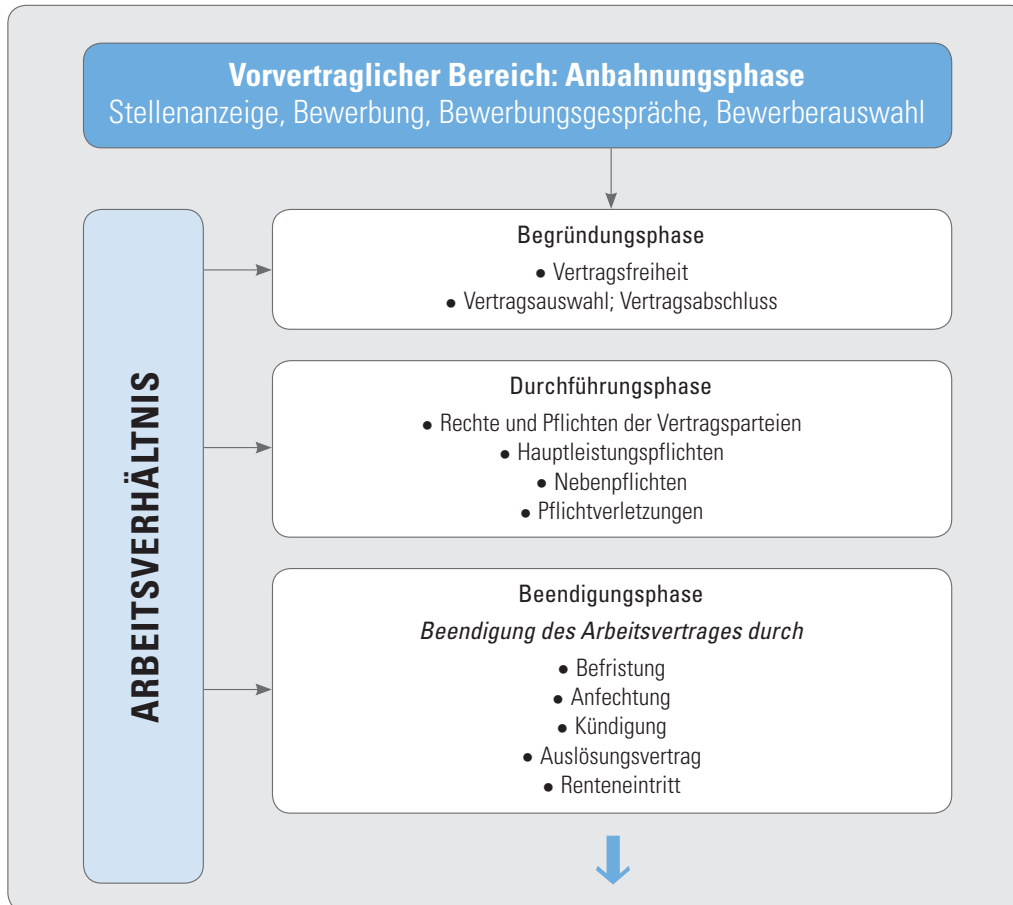 Vorvertraglicher Bereich: Anbahnungsphase
Stellenanzeige, Bewerbung, Bewerbungsgespräche, Bewerberauswahl
ARBEITSVERHÄLTNIS
Begründungsphase
• Vertragsfreiheit
• Vertragsauswahl; Vertragsabschluss
Durchführungsphase
• Rechte und Pflichten der Vertragsparteien
• Hauptleistungspflichten
• Nebenpflichten
• Pflichtverletzungen
Beendigungsphase
Beendigung des Arbeitsvertrages durch
• Befristung
• Anfechtung
• Kündigung
• Auslösungsvertrag
• Renteneintritt